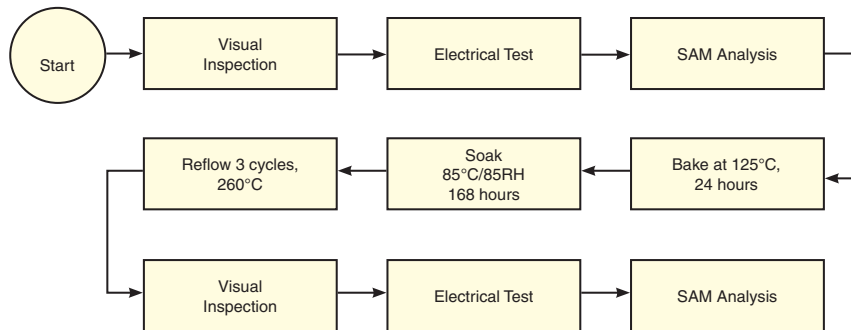 Start
Visual
Inspection
Electrical Test
SAM Analysis
Bake at 125°C,
24 hours
Soak
85°C/85RH
168 hours
Reflow 3 cycles,
260°C
Visual
Inspection
Electrical Test
SAM Analysis